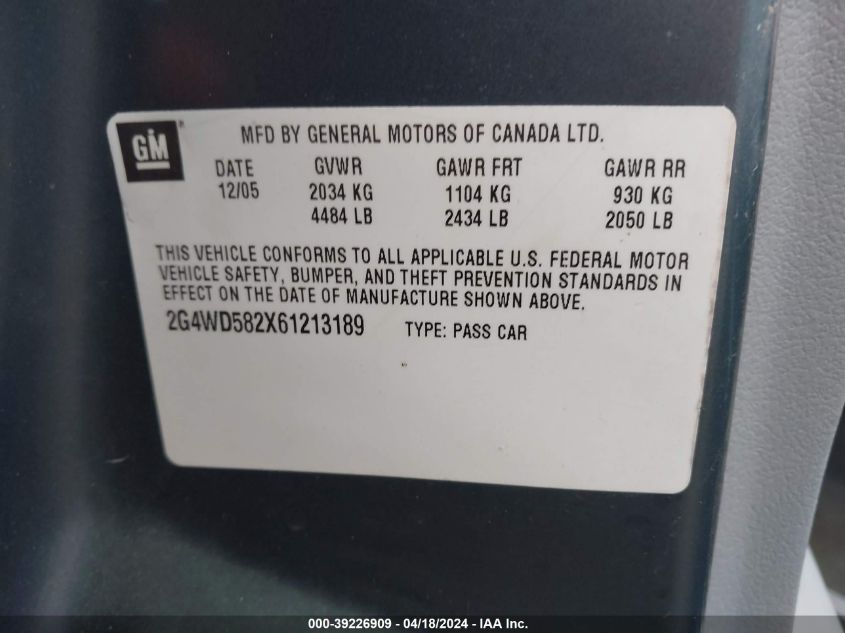 GM® MFD BY GENERAL MOTORS OF CANADA LTD.
DATE GVWR GAWR FRT GAWR RR
12/05 2034 KG 1104 KG 930 KG
4484 LB 2434 LB 2050 LB
THIS VEHICLE CONFORMS TO ALL APPLICABLE U.S. FEDERAL MOTOR
VEHICLE SAFETY, BUMPER, AND THEFT PREVENTION STANDARDS IN
EFFECT ON THE DATE OF MANUFACTURE SHOWN ABOVE.
2G4WD582X61213189 TYPE: PASS CAR
000-39226909 - 04/18/2024 - IAA Inc.